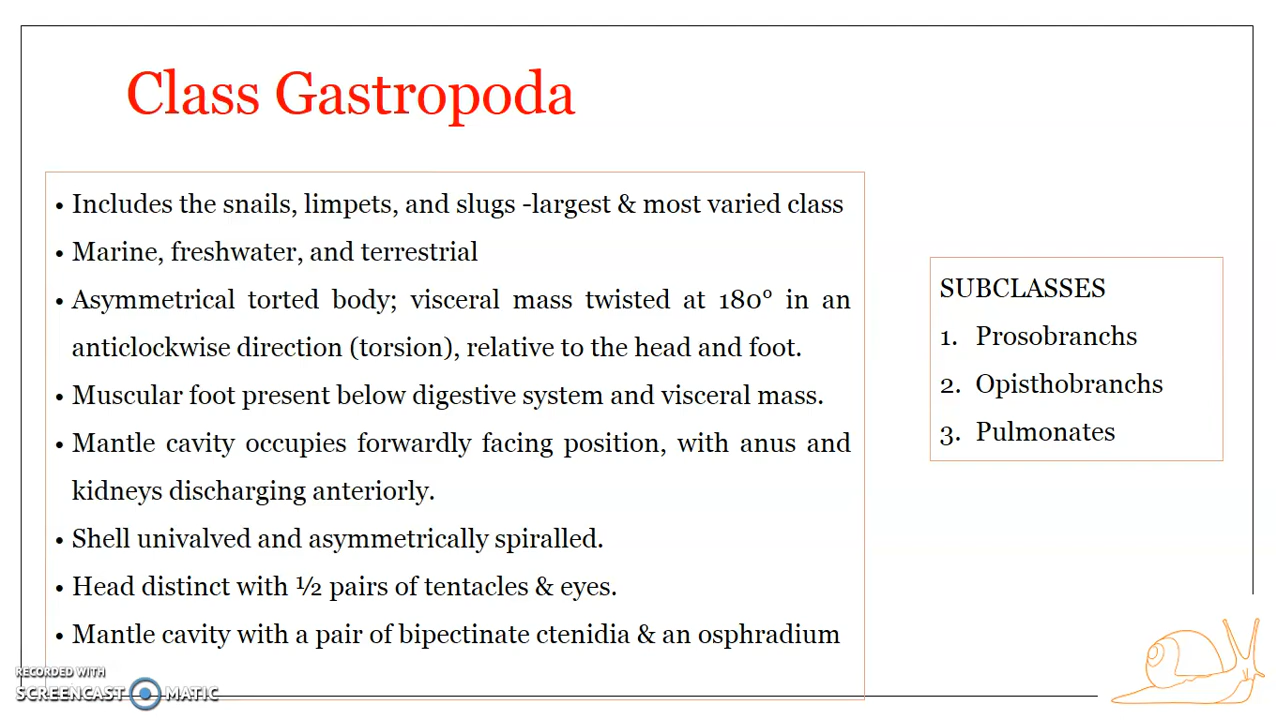 Class Gastropoda
• Includes the snails, limpets, and slugs -largest & most varied class
• Marine, freshwater, and terrestrial
• Asymmetrical torted body; visceral mass twisted at 180° in an
anticlockwise direction (torsion), relative to the head and foot.
• Muscular foot present below digestive system and visceral mass.
• Mantle cavity occupies forwardly facing position, with anus and
kidneys discharging anteriorly.
• Shell univalved and asymmetrically spiralled.
• Head distinct with ½ pairs of tentacles & eyes.
• Mantle cavity with a pair of bipectinate ctenidia & an osphradium
SUBCLASSES
1. Prosobranchs
2. Opisthobranchs
3. Pulmonates
RECORDED WITH
SCREENCAST MATIC